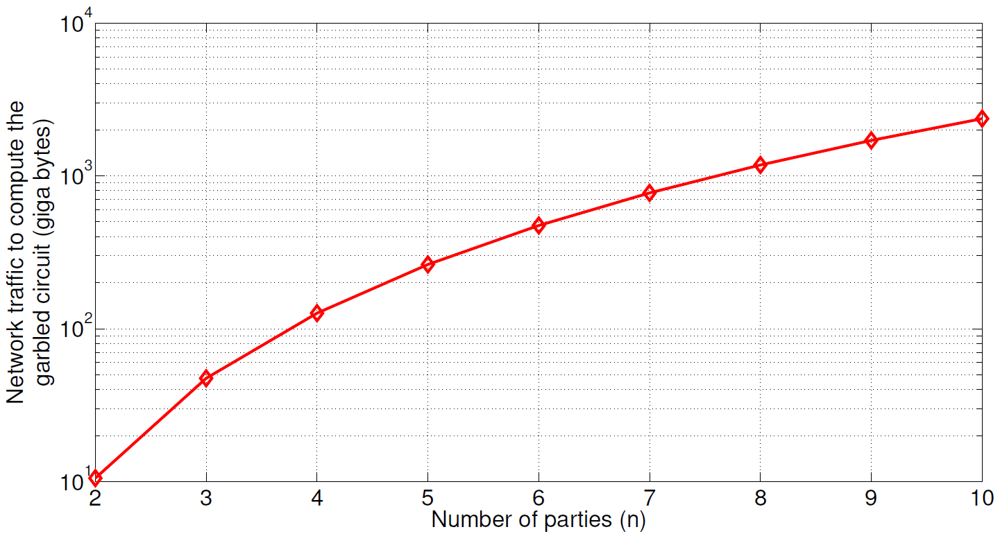 Network traffic to compute the
garbled circuit (giga bytes)
10^4
10^3
10^2
10^1
2 3 4 5 6 7 8 9 10
Number of parties (n)